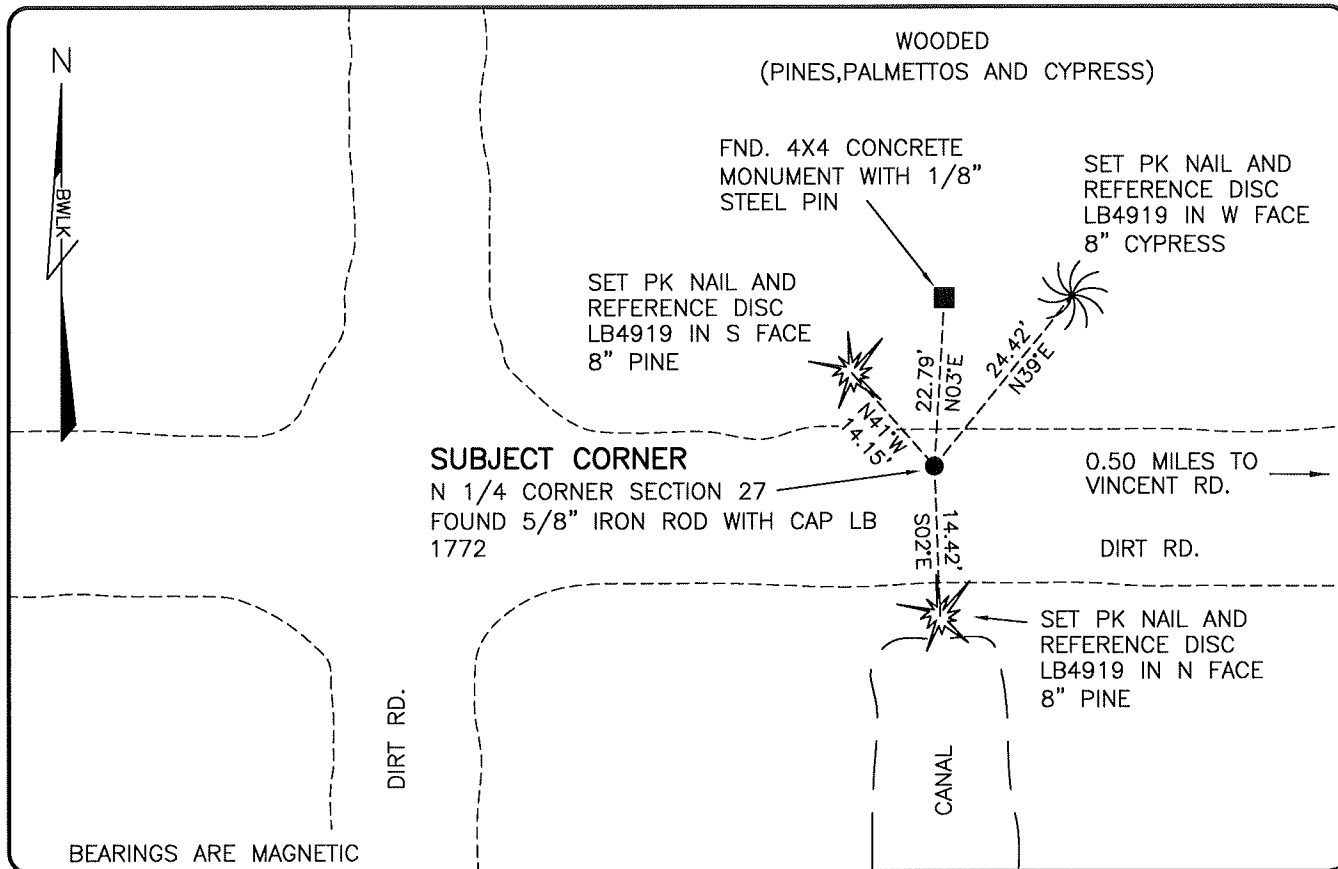 N
BWLK
WOODED
(PINES,PALMETTOS AND CYPRESS)
FND. 4X4 CONCRETE
MONUMENT WITH 1/8"
STEEL PIN
SET PK NAIL AND
REFERENCE DISC
LB4919 IN W FACE
8" CYPRESS
SET PK NAIL AND
REFERENCE DISC
LB4919 IN S FACE
8" PINE
22.79'
N03°E
24.42'
N39°E
N41°W
14.15'
SUBJECT CORNER
N 1/4 CORNER SECTION 27
FOUND 5/8" IRON ROD WITH CAP LB
1772
0.50 MILES TO
VINCENT RD.
14.42'
S02°E
DIRT RD.
SET PK NAIL AND
REFERENCE DISC
LB4919 IN N FACE
8" PINE
DIRT RD.
CANAL
BEARINGS ARE MAGNETIC